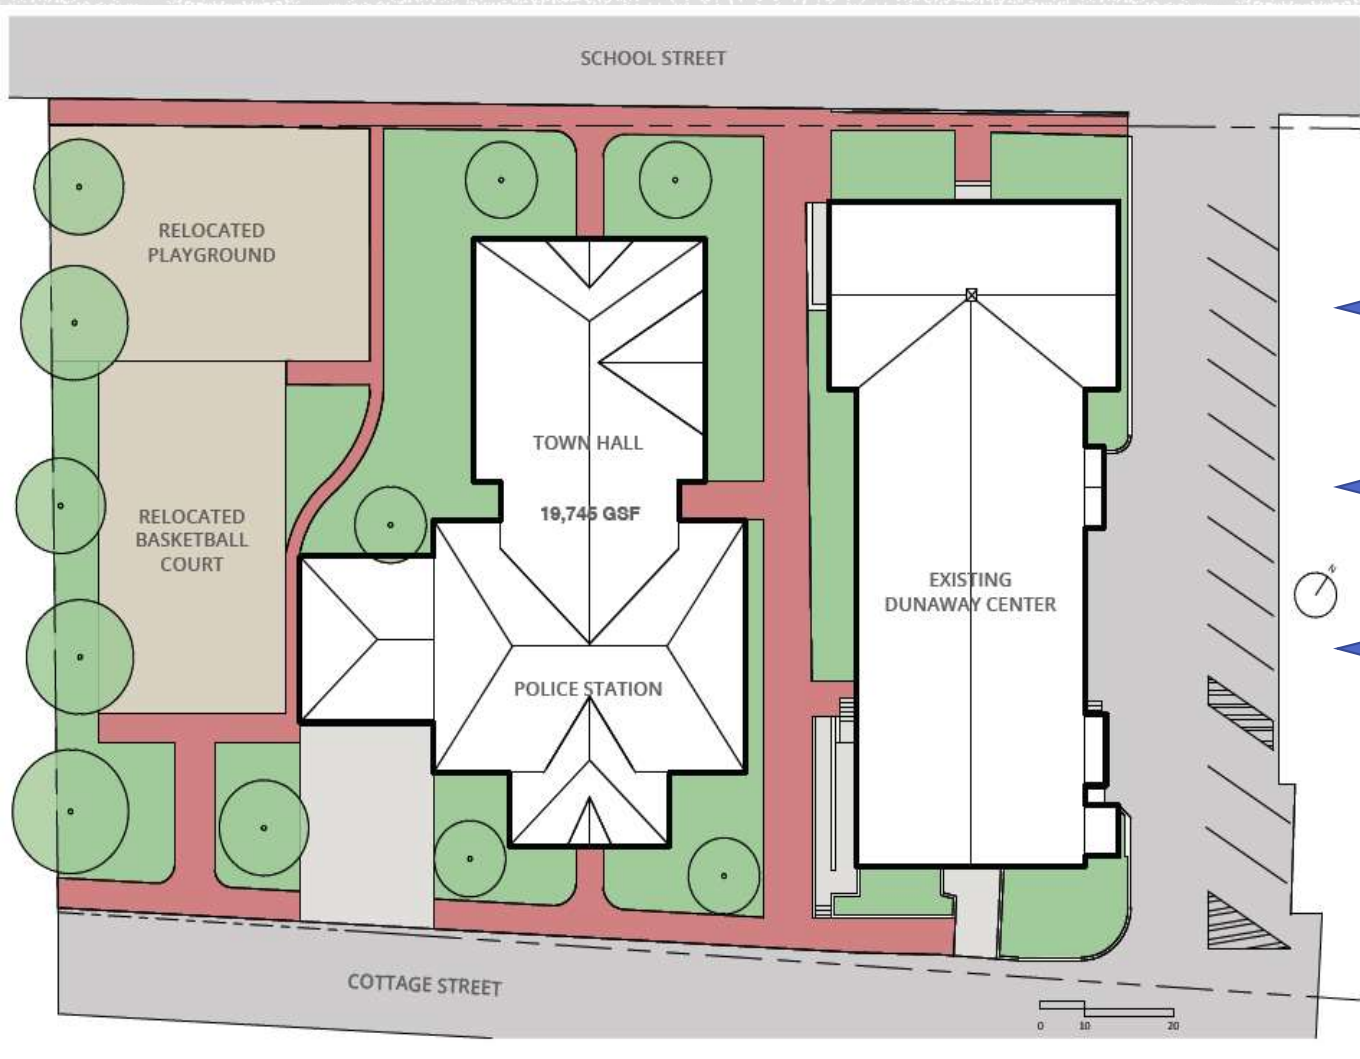 SCHOOL STREET
RELOCATED
PLAYGROUND
TOWN HALL
19,745 GSF
RELOCATED
BASKETBALL
COURT
EXISTING
DUNAWAY CENTER
N
POLICE STATION
COTTAGE STREET
0 10 20